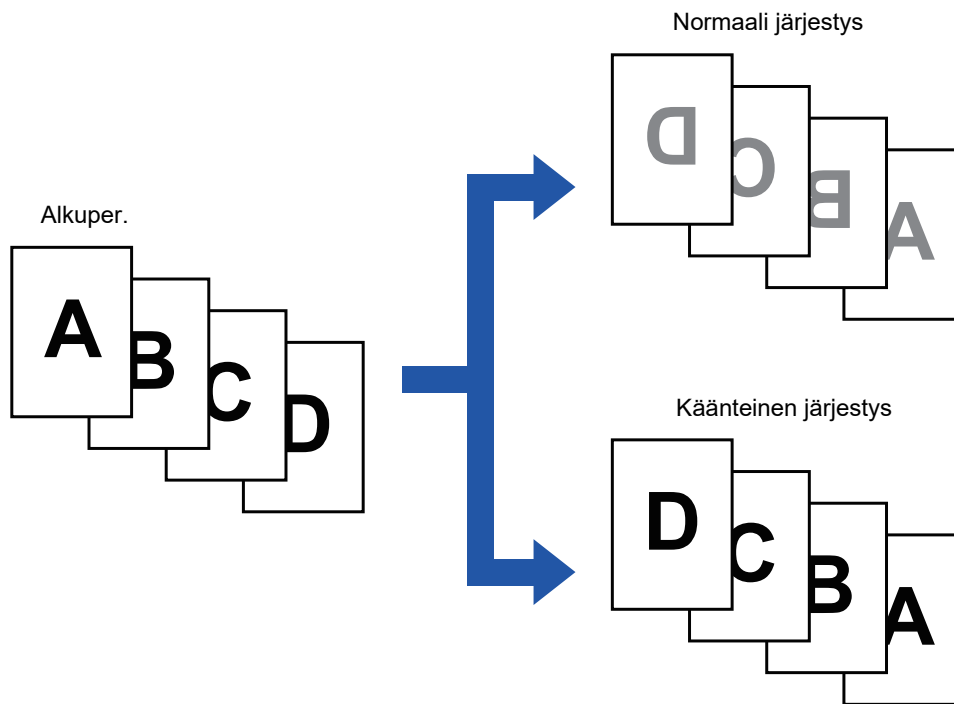 Normaali järjestys
D
C
B
A
Alkuper.
A
B
C
D
Käänteinen järjestys
D
C
B
A